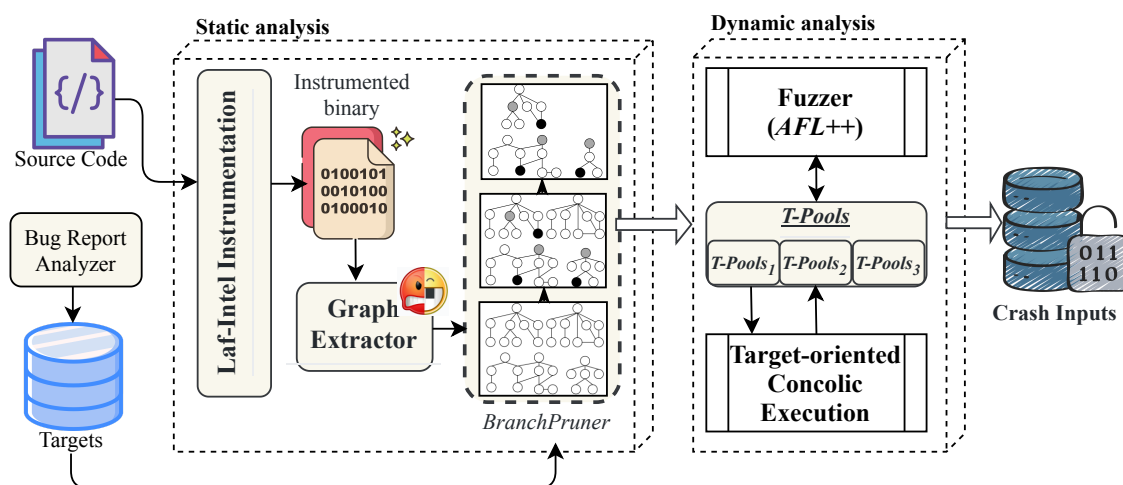 Static analysis
Dynamic analysis
{/}
Source Code
Bug Report
Analyzer
Targets
Laf-Intel Instrumentation
Instrumented
binary
0100101
0010100
0100010
Graph
Extractor
BranchPruner
Fuzzer
(AFL++)
T-Pools
T-Pools1
T-Pools2
T-Pools3
Target-oriented
Concolic
Execution
011
110
Crash Inputs